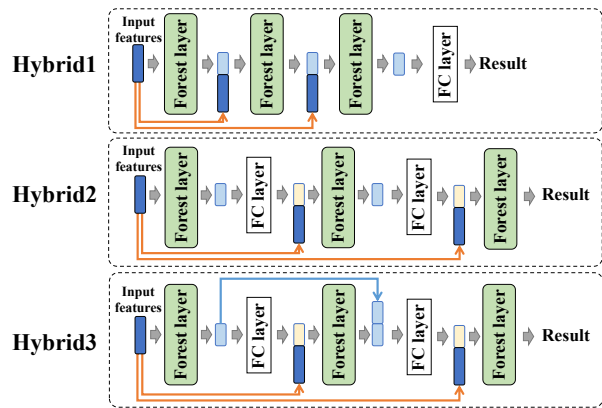 Hybrid1
Input
features
Forest layer
Forest layer
Forest layer
FC layer
Result
Hybrid2
Input
features
Forest layer
FC layer
Forest layer
FC layer
Forest layer
Result
Hybrid3
Input
features
Forest layer
FC layer
Forest layer
FC layer
Forest layer
Result